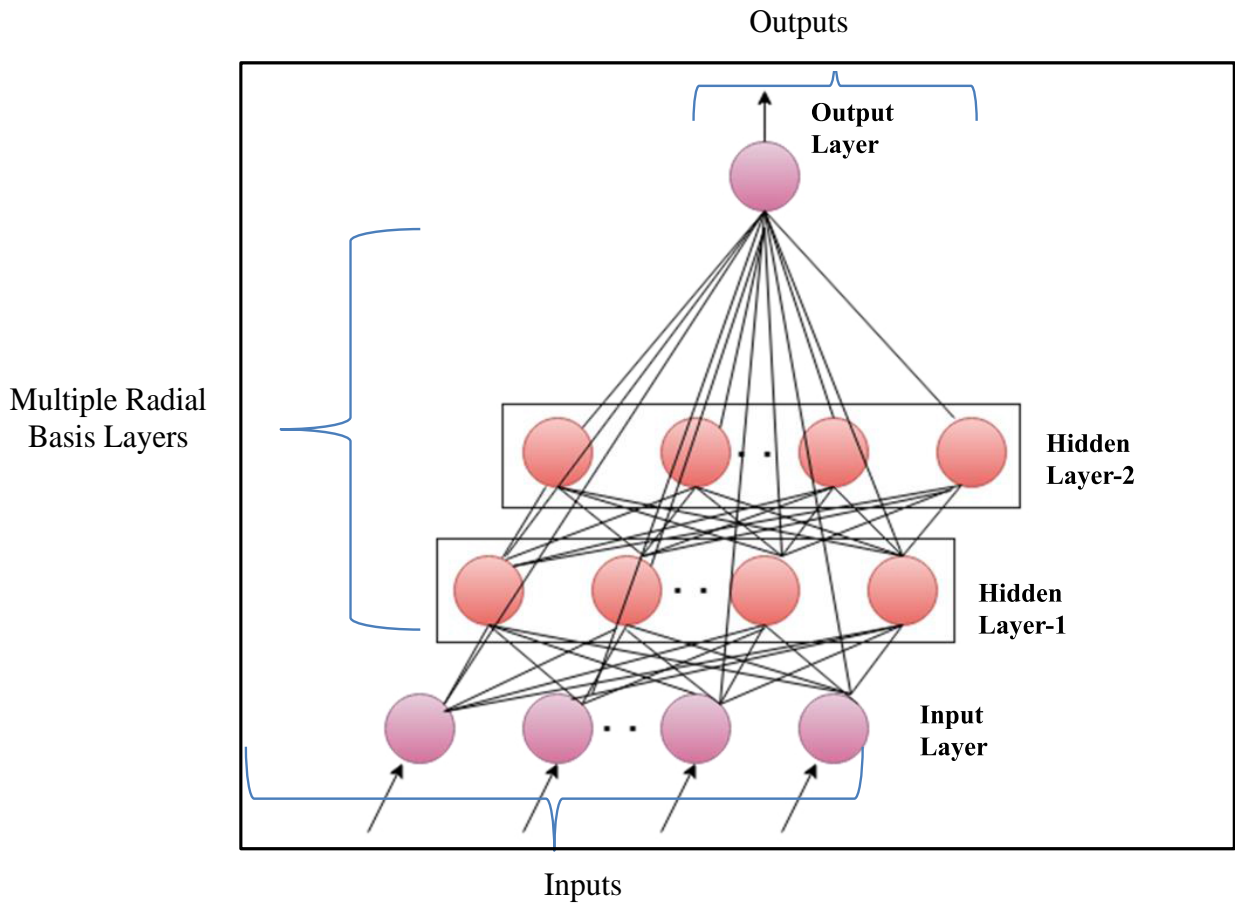 Outputs
Output
Layer
Multiple Radial
Basis Layers
Hidden
Layer-2
Hidden
Layer-1
Input
Layer
Inputs